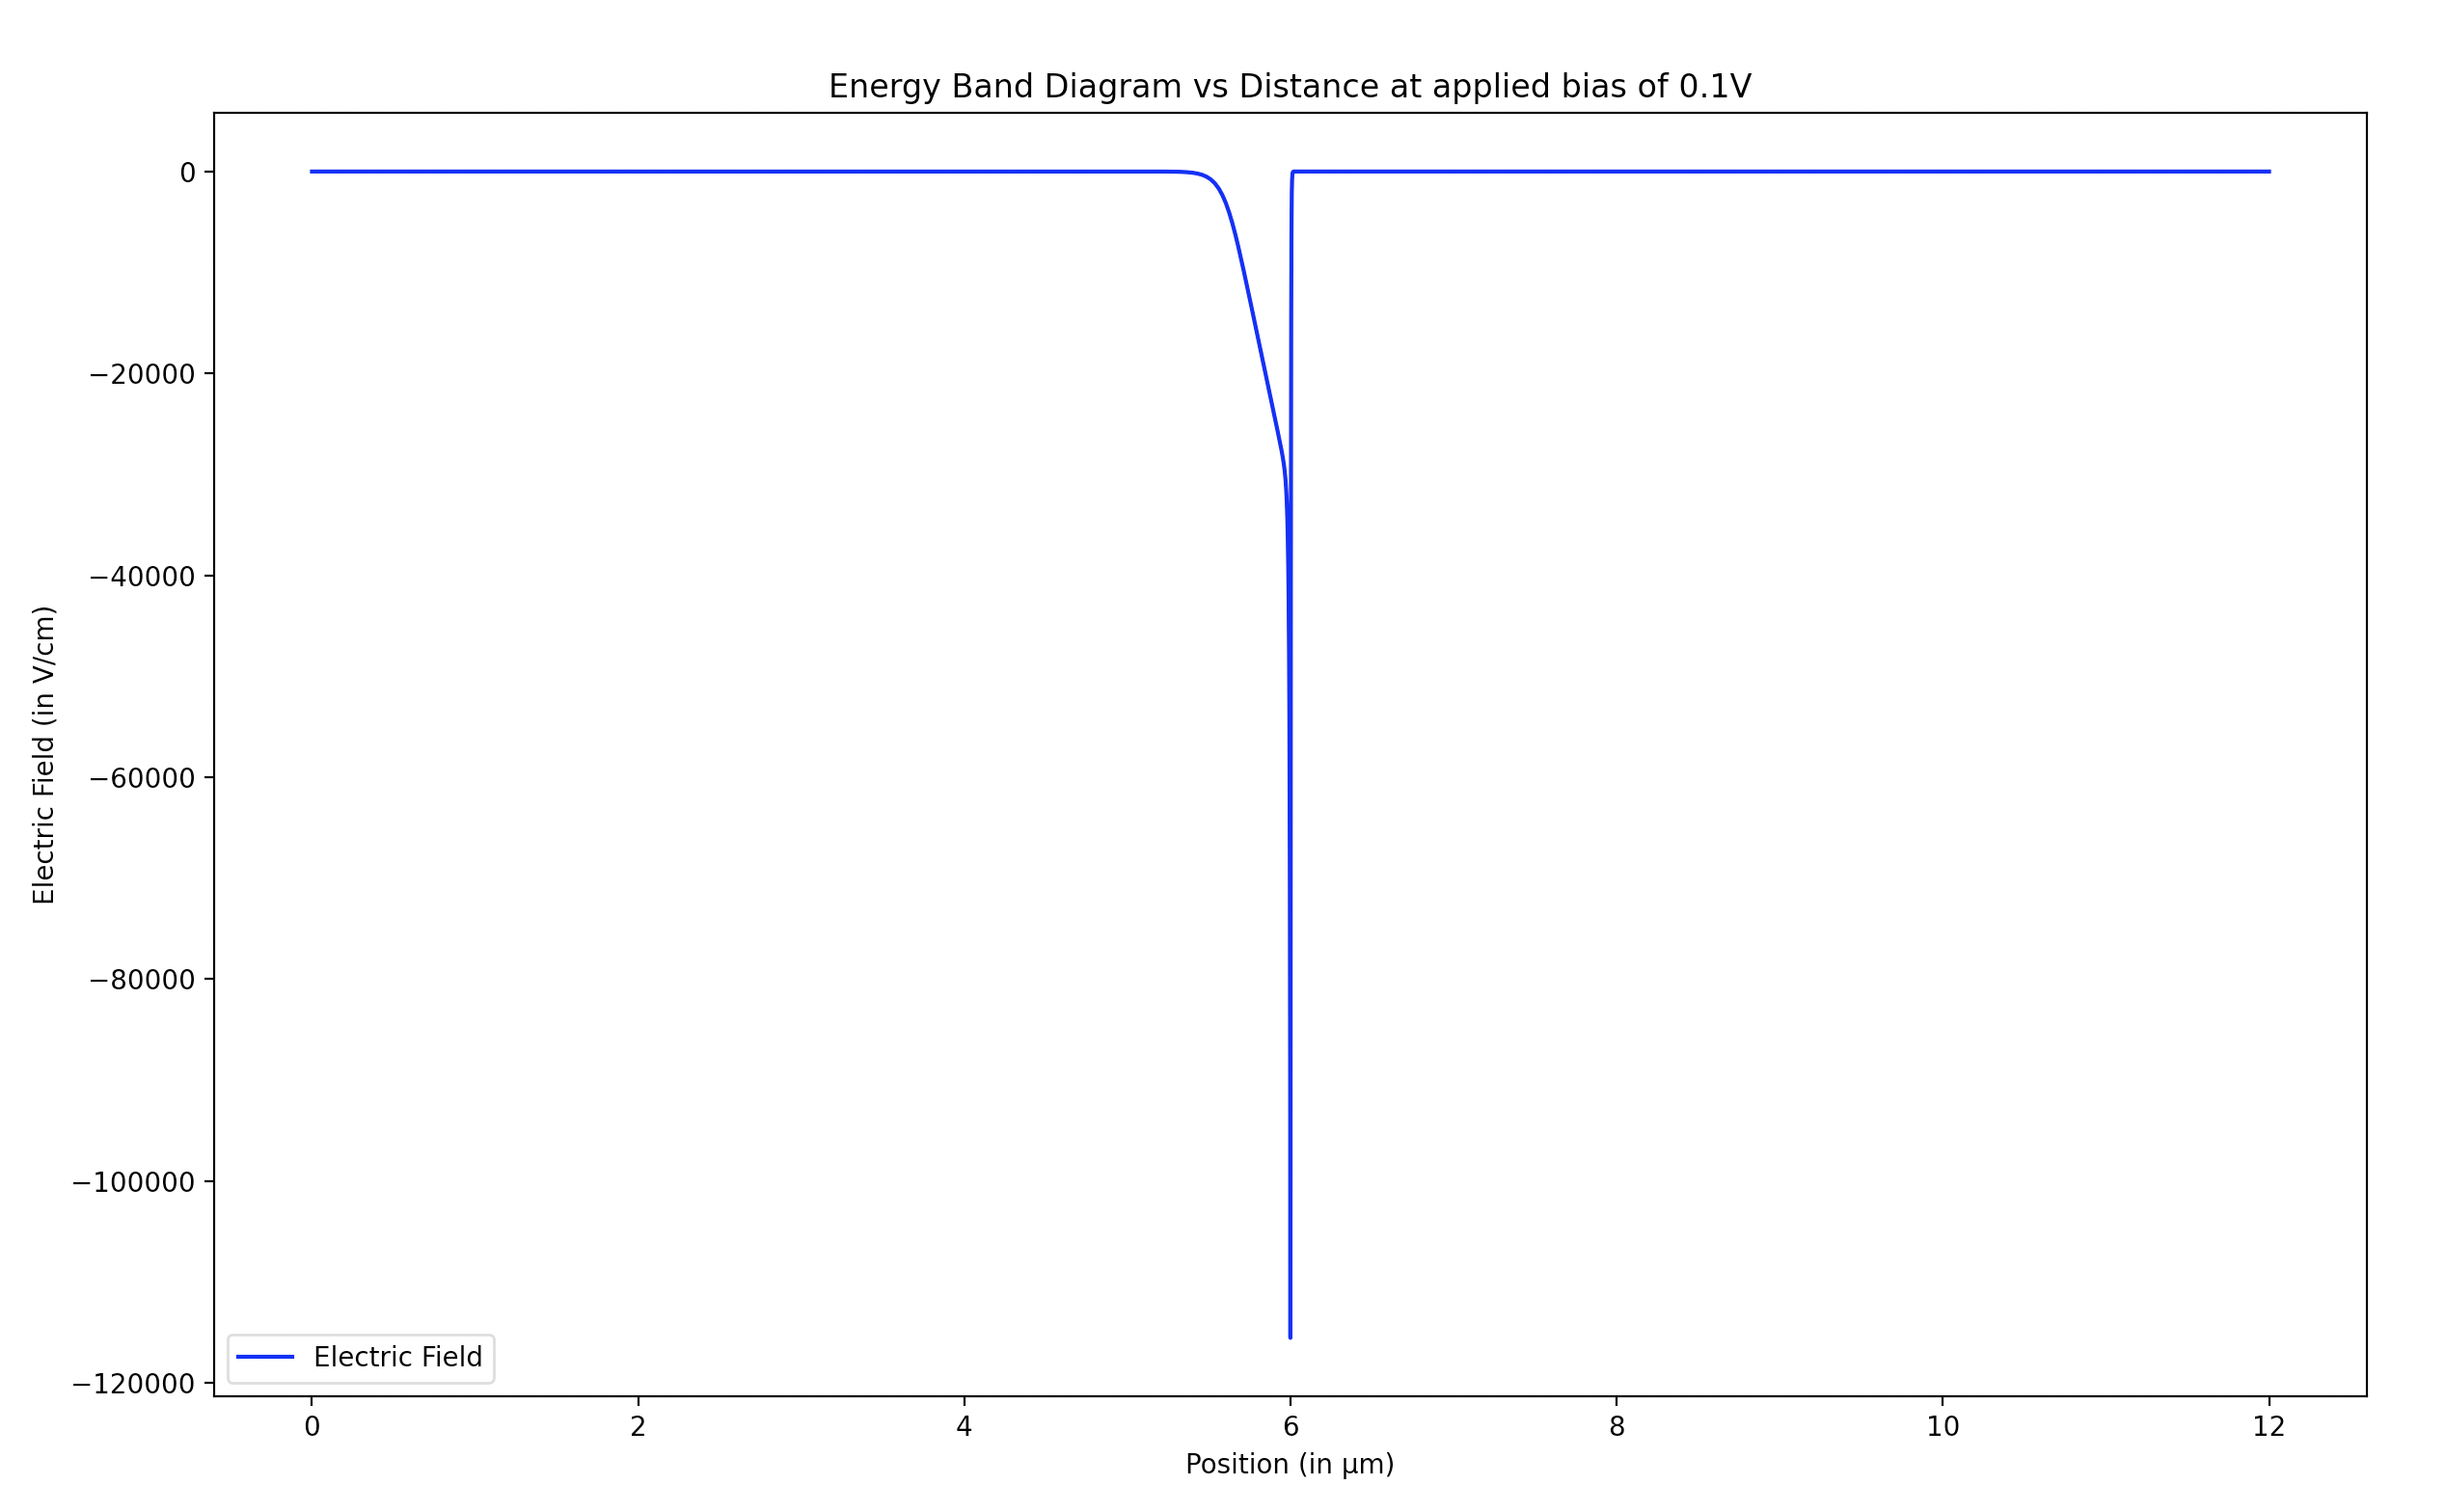 Energy Band Diagram vs Distance at applied bias of 0.1V
0
−20000
−40000
−60000
−80000
−100000
−120000
Electric Field (in V/cm)
Electric Field
0 2 4 6 8 10 12
Position (in μm)